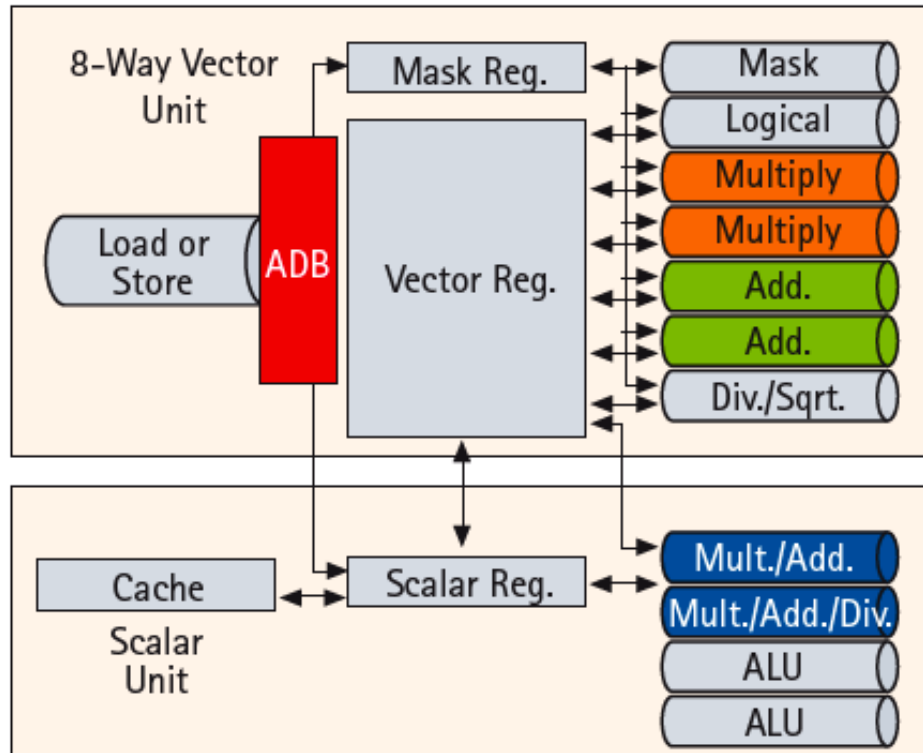 8-Way Vector
Unit
Mask Reg.
Mask
Logical
Multiply
Multiply
Add.
Add.
Div./Sqrt.
Load or
Store
ADB
Vector Reg.
Cache
Scalar
Unit
Scalar Reg.
Mult./Add.
Mult./Add./Div.
ALU
ALU